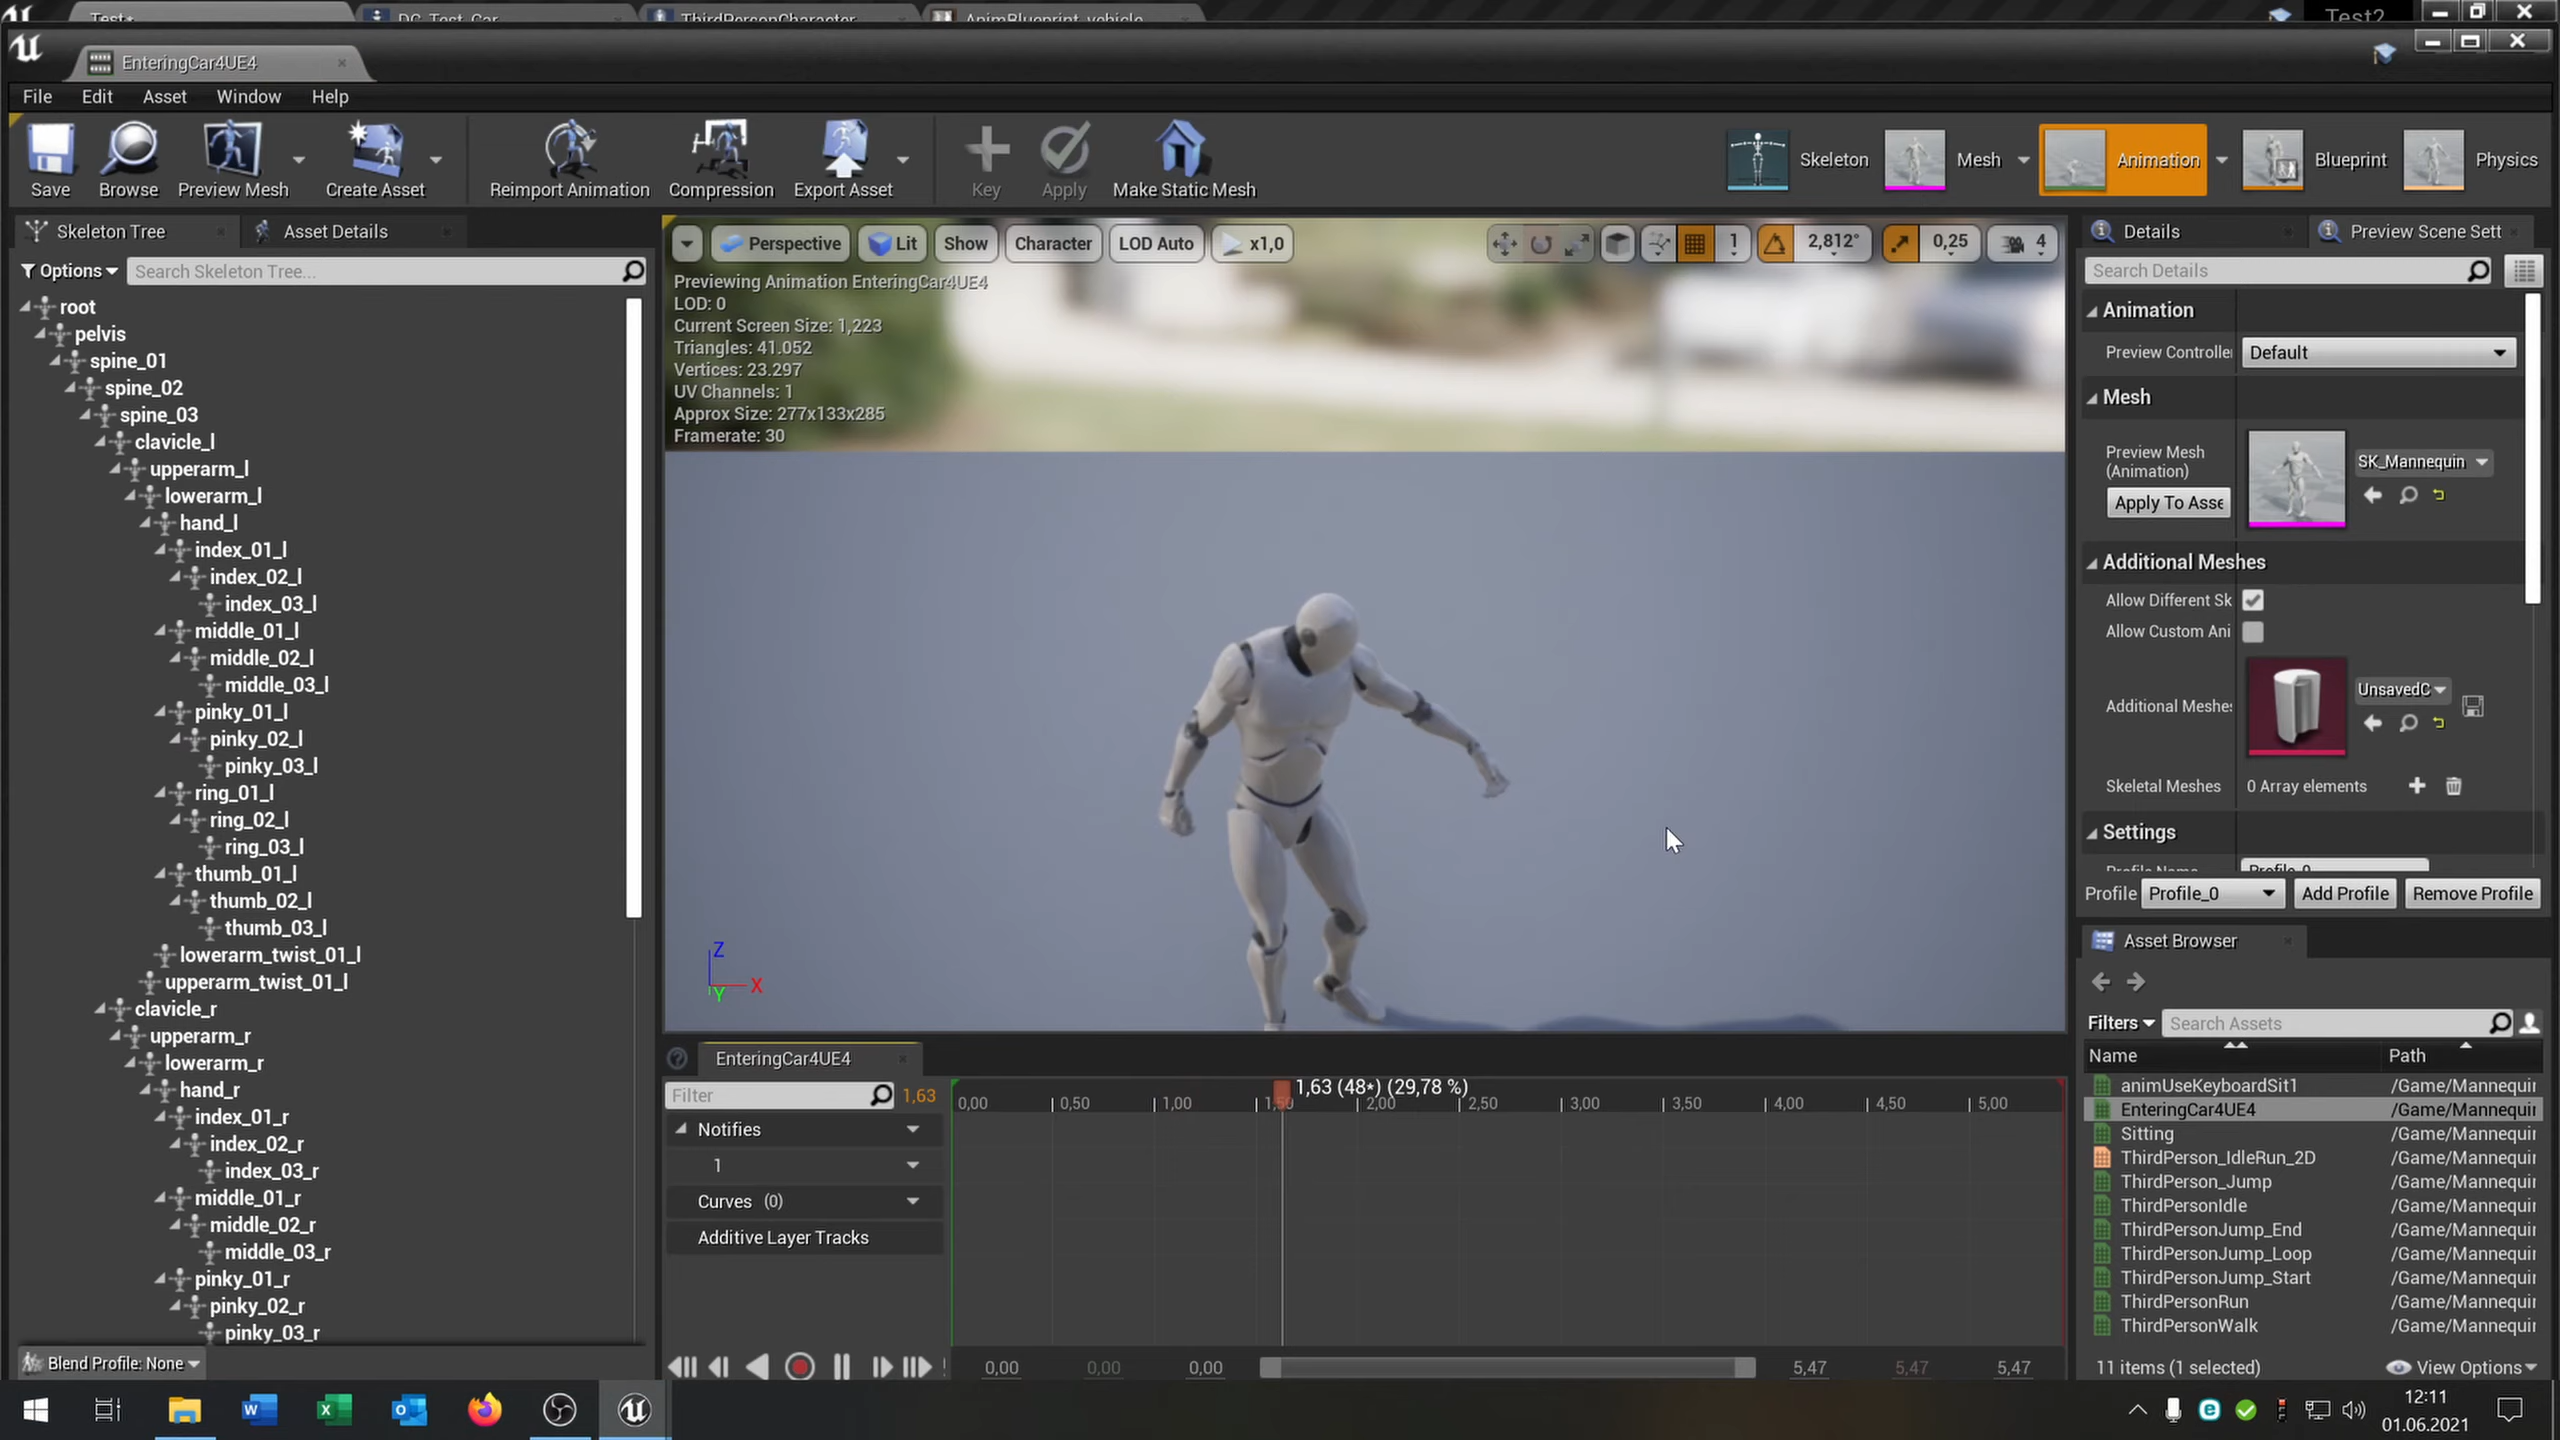 Test*
DC_Test_Car
ThirdPersonCharacter
AnimBlueprint_vehicle
Test2
EnteringCar4UE4
File Edit Asset Window Help
Save
Browse
Preview Mesh
Create Asset
Reimport Animation
Compression
Export Asset
Key
Apply
Make Static Mesh
Skeleton
Mesh
Animation
Blueprint
Physics
Skeleton Tree
Asset Details
Options
Search Skeleton Tree...
root
pelvis
spine_01
spine_02
spine_03
clavicle_l
upperarm_l
lowerarm_l
hand_l
index_01_l
index_02_l
index_03_l
middle_01_l
middle_02_l
middle_03_l
pinky_01_l
pinky_02_l
pinky_03_l
ring_01_l
ring_02_l
ring_03_l
thumb_01_l
thumb_02_l
thumb_03_l
lowerarm_twist_01_l
upperarm_twist_01_l
clavicle_r
upperarm_r
lowerarm_r
hand_r
index_01_r
index_02_r
index_03_r
middle_01_r
middle_02_r
middle_03_r
pinky_01_r
pinky_02_r
pinky_03_r
Blend Profile: None
Perspective Lit Show Character LOD Auto x1,0
1 2,812° 0,25 4
Previewing Animation EnteringCar4UE4
LOD: 0
Current Screen Size: 1,223
Triangles: 41.052
Vertices: 23.297
UV Channels: 1
Approx Size: 277x133x285
Framerate: 30
Z
X
Y
EnteringCar4UE4
Filter
1,63
1,63 (48*) (29,78 %)
0,00 0,50 1,00 1,50 2,00 2,50 3,00 3,50 4,00 4,50 5,00
Notifies
1
Curves (0)
Additive Layer Tracks
0,00 0,00 0,00 5,47 5,47 5,47
Details
Preview Scene Sett
Search Details
Animation
Preview Controlle
Default
Mesh
Preview Mesh
(Animation)
Apply To Asse
SK_Mannequin
Additional Meshes
Allow Different Sk
Allow Custom Ani
Additional Meshe
UnsavedC
Skeletal Meshes
0 Array elements
Settings
Profile Name
Profile_0
Profile
Profile_0
Add Profile
Remove Profile
Asset Browser
Filters
Search Assets
Name Path
animUseKeyboardSit1 /Game/Mannequi
EnteringCar4UE4 /Game/Mannequi
Sitting /Game/Mannequi
ThirdPerson_IdleRun_2D /Game/Mannequi
ThirdPerson_Jump /Game/Mannequi
ThirdPersonIdle /Game/Mannequi
ThirdPersonJump_End /Game/Mannequi
ThirdPersonJump_Loop /Game/Mannequi
ThirdPersonJump_Start /Game/Mannequi
ThirdPersonRun /Game/Mannequi
ThirdPersonWalk /Game/Mannequi
11 items (1 selected)
View Options
12:11
01.06.2021